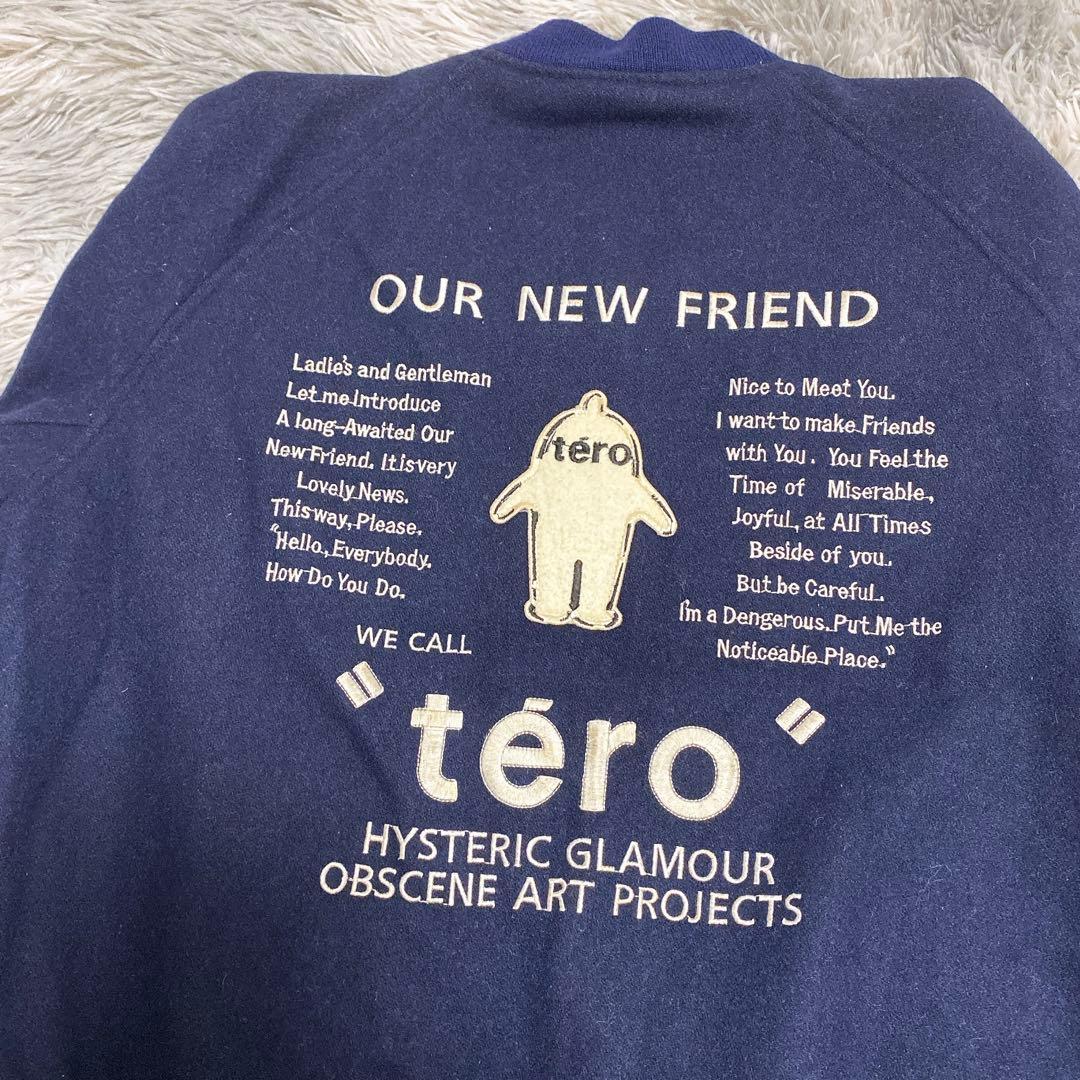 OUR NEW FRIEND
Ladie's and Gentleman
Let me Introduce
A long-Awaited Our
New Friend. It is very
Lovely News.
This way, Please.
"Hello, Everybody.
How Do You Do.
téro
Nice to Meet You.
I want to make Friends
with You. You Feel the
Time of Miserable,
Joyful, at All Times
Beside of you.
But be Careful.
I'm a Dengerous. Put Me the
Noticeable Place."
WE CALL
"téro"
HYSTERIC GLAMOUR
OBSCENE ART PROJECTS